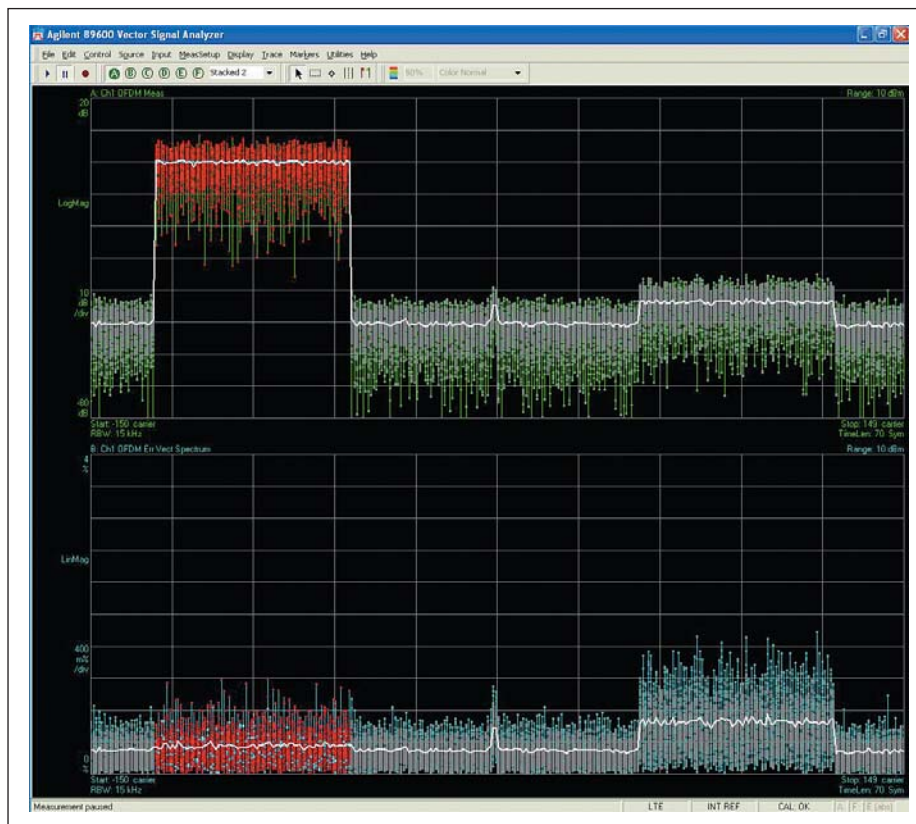 Agilent 89600 Vector Signal Analyzer
File Edit Control Source Input MeasSetup Display Trace Markers Utilities Help
A B C D E F Stacked 2 50% Color Normal
A: Ch1 OFDM Meas Range: 10 dBm
20
dB
LogMag
10
dB
/div
-80
dB
Start: -150 carrier Stop: 149 carrier
RBW: 15 kHz TimeLen: 70 Sym
B: Ch1 OFDM Err Vect Spectrum Range: 10 dBm
4
%
LinMag
400
m%
/div
0
%
Start: -150 carrier Stop: 149 carrier
RBW: 15 kHz TimeLen: 70 Sym
Measurement paused LTE INT REF CAL: OK A F E (abs)